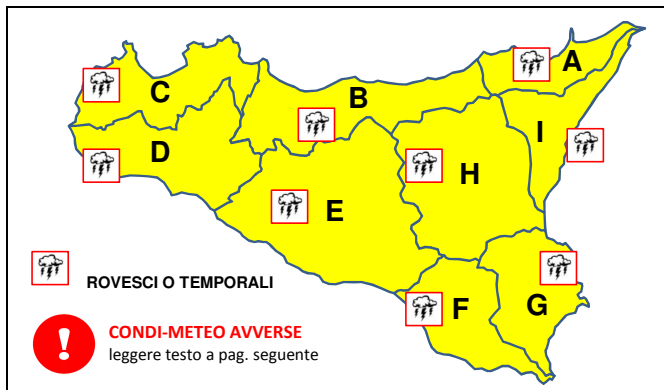 A
C
B
I
D
H
E
F
G
ROVESCI O TEMPORALI
CONDI-METEO AVVERSE
leggere testo a pag. seguente